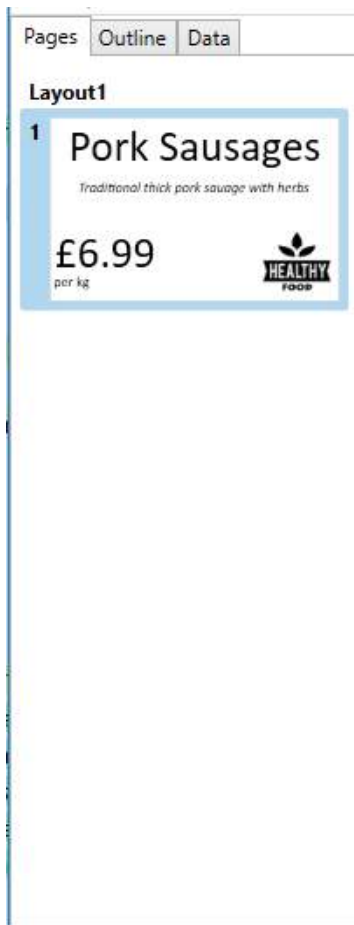 Pages Outline Data
Layout1
1
Pork Sausages
Traditional thick pork sauage with herbs
£6.99
per kg
HEALTHY
FOOD